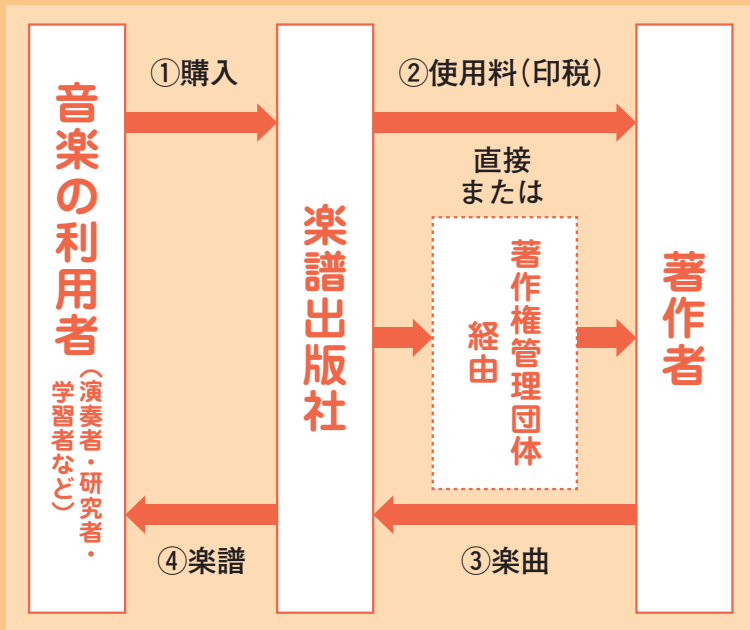 ①購入
②使用料（印税）
直接
または
音楽の利用者
（演奏者・研究者・
学習者など）
楽譜出版社
著作権管理団体
経由
著作者
④楽譜
③楽曲